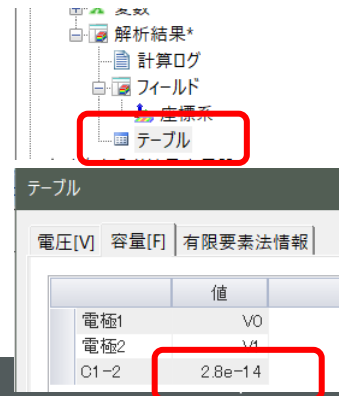 変数
解析結果*
計算ログ
フィールド
座標系
テーブル
テーブル
電圧[V] 容量[F] 有限要素法情報
値
電極1 V0
電極2 V1
C1-2 2.8e-14